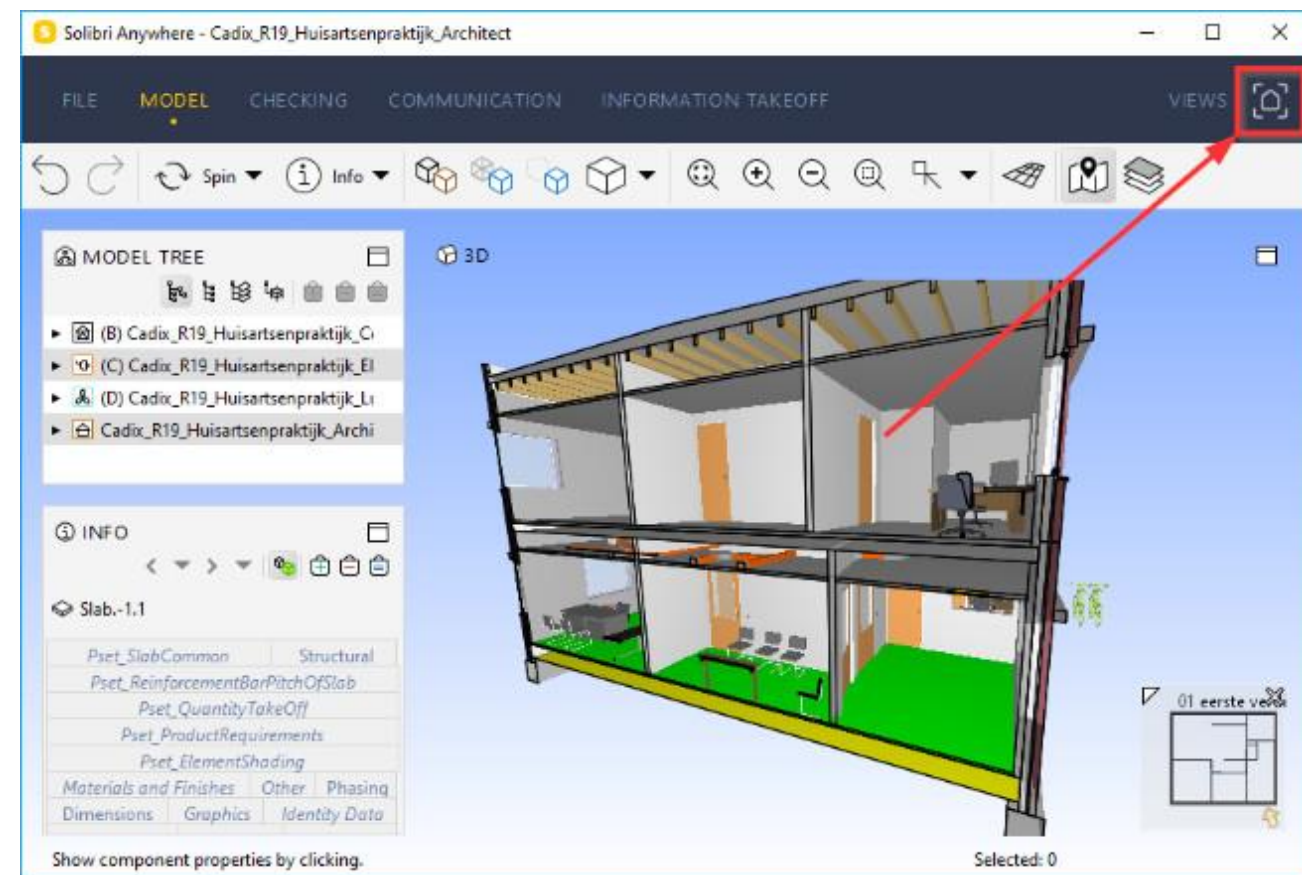 Solibri Anywhere - Cadix_R19_Huisartsenpraktijk_Architect
FILE MODEL CHECKING COMMUNICATION INFORMATION TAKEOFF VIEWS
Spin Info
MODEL TREE
(B) Cadix_R19_Huisartsenpraktijk_C
(C) Cadix_R19_Huisartsenpraktijk_El
(D) Cadix_R19_Huisartsenpraktijk_Lu
Cadix_R19_Huisartsenpraktijk_Archi
3D
INFO
Slab.-1.1
Pset_SlabCommon Structural
Pset_ReinforcementBarPitchOfSlab
Pset_QuantityTakeOff
Pset_ProductRequirements
Pset_ElementShading
Materials and Finishes Other Phasing
Dimensions Graphics Identity Data
01 eerste
Show component properties by clicking.
Selected: 0